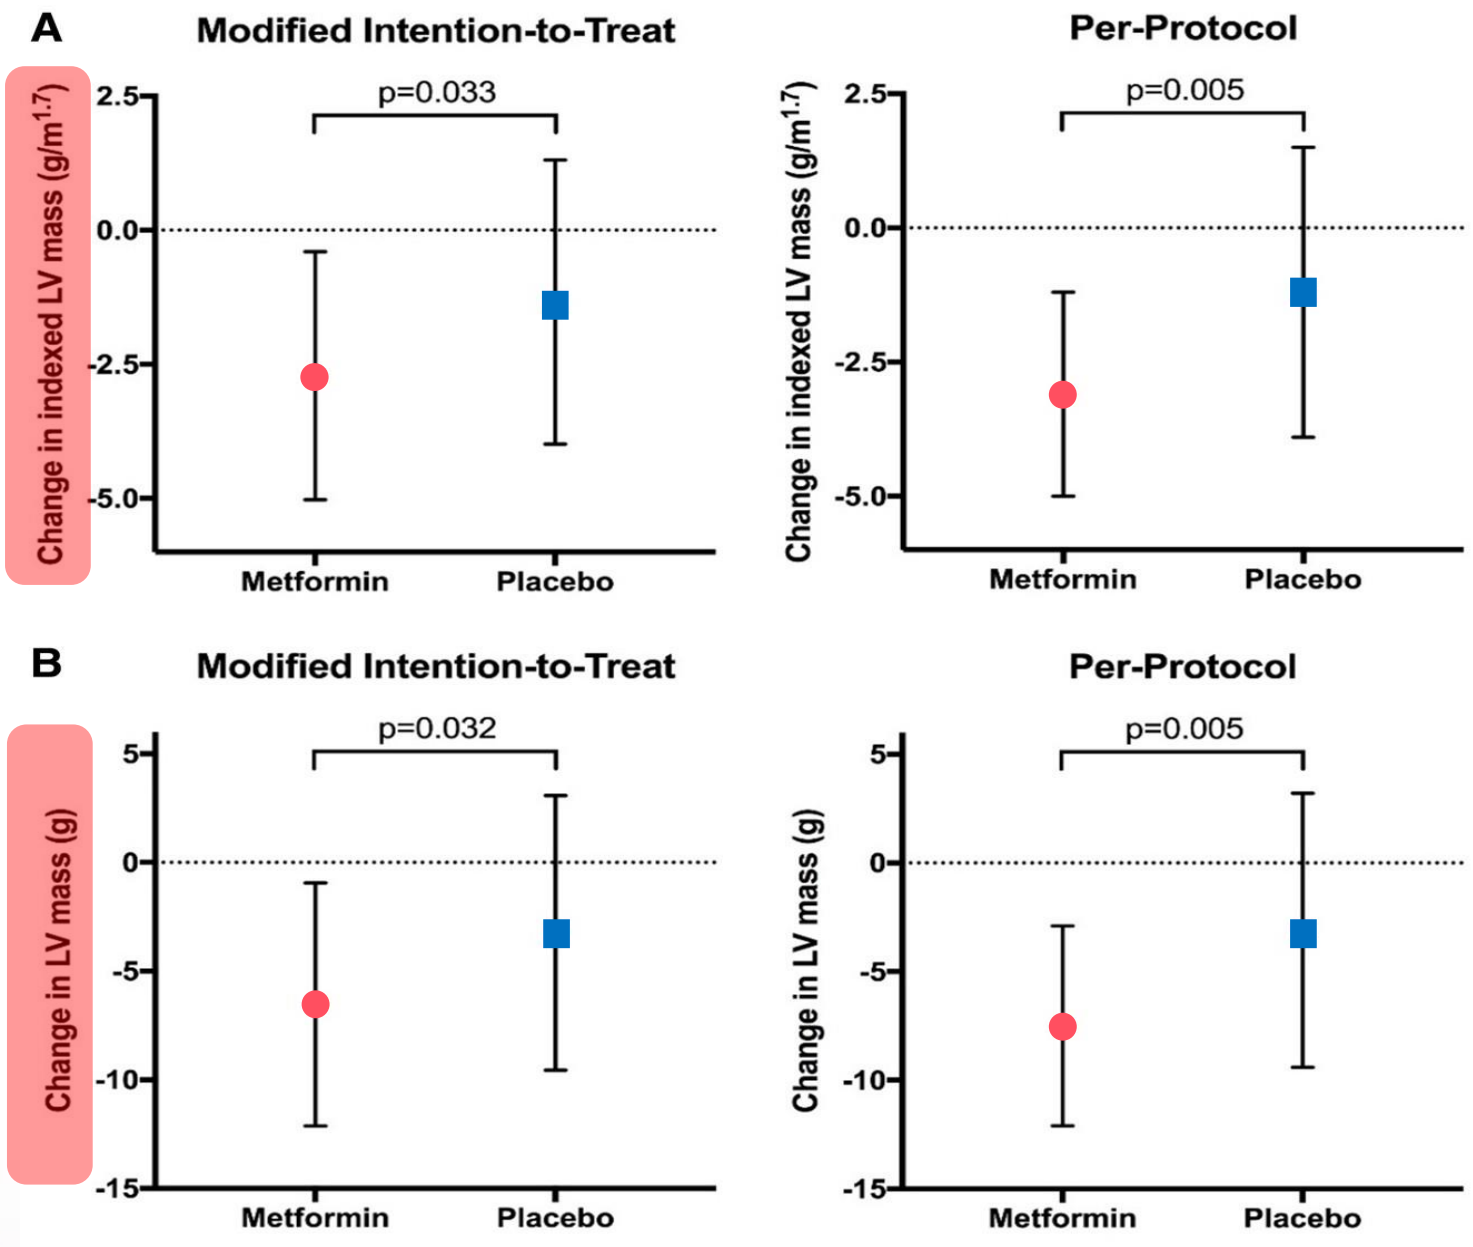 A
Modified Intention-to-Treat
Per-Protocol
Change in indexed LV mass (g/m1.7)
2.5
0.0
-2.5
-5.0
p=0.033
Metformin
Placebo
Change in indexed LV mass (g/m1.7)
2.5
0.0
-2.5
-5.0
p=0.005
Metformin
Placebo
B
Modified Intention-to-Treat
Per-Protocol
Change in LV mass (g)
5
0
-5
-10
-15
p=0.032
Metformin
Placebo
Change in LV mass (g)
5
0
-5
-10
-15
p=0.005
Metformin
Placebo